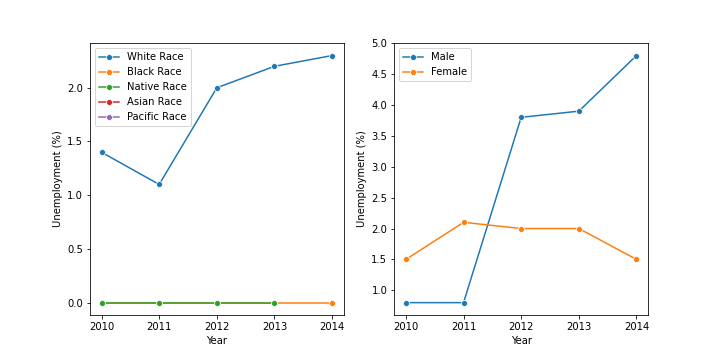 White Race
Black Race
Native Race
Asian Race
Pacific Race
2.0
1.5
1.0
0.5
0.0
Unemployment (%)
2010 2011 2012 2013 2014
Year
Male
Female
5.0
4.5
4.0
3.5
3.0
2.5
2.0
1.5
1.0
Unemployment (%)
2010 2011 2012 2013 2014
Year